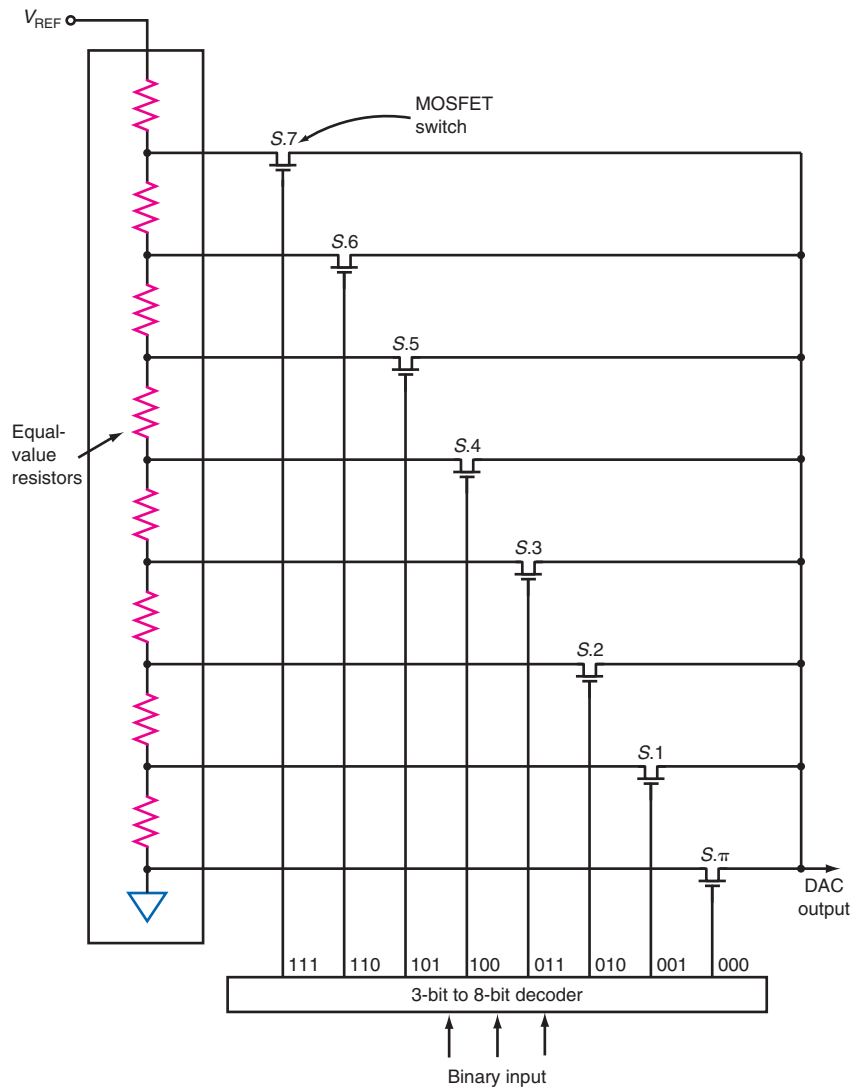 VREF
MOSFET
switch
S.7
S.6
S.5
Equal-
value
resistors
S.4
S.3
S.2
S.1
S.π
DAC
output
111 110 101 100 011 010 001 000
3-bit to 8-bit decoder
Binary input